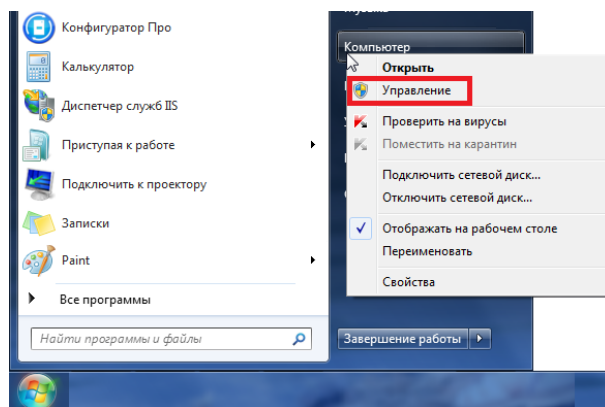 Конфигуратор Про
Калькулятор
Диспетчер служб IIS
Приступая к работе
Подключить к проектору
Записки
Paint
Все программы
Найти программы и файлы
Компьютер
Завершение работы
Открыть
Управление
Проверить на вирусы
Поместить на карантин
Подключить сетевой диск...
Отключить сетевой диск...
Отображать на рабочем столе
Переименовать
Свойства